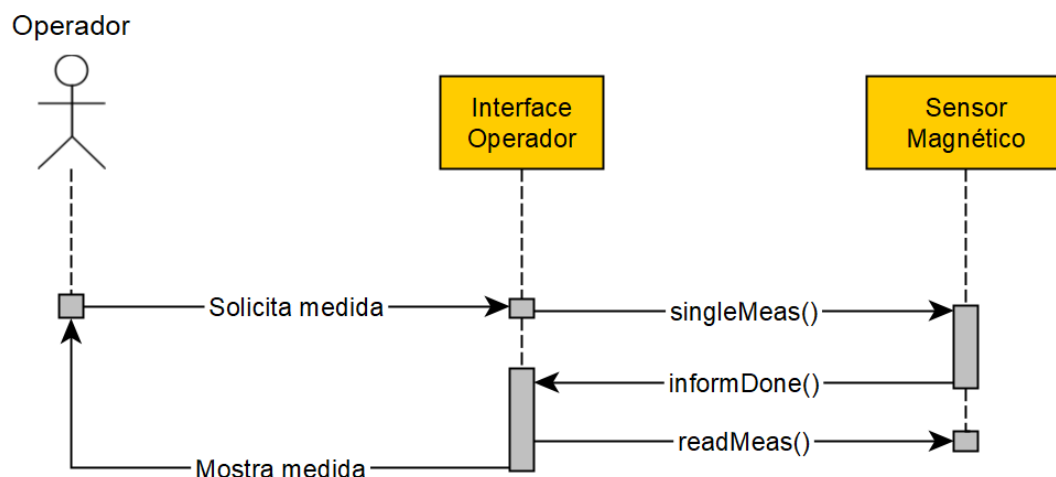 Operador
Interface
Operador
Sensor
Magnético
Solicita medida
singleMeas()
informDone()
readMeas()
Mostra medida